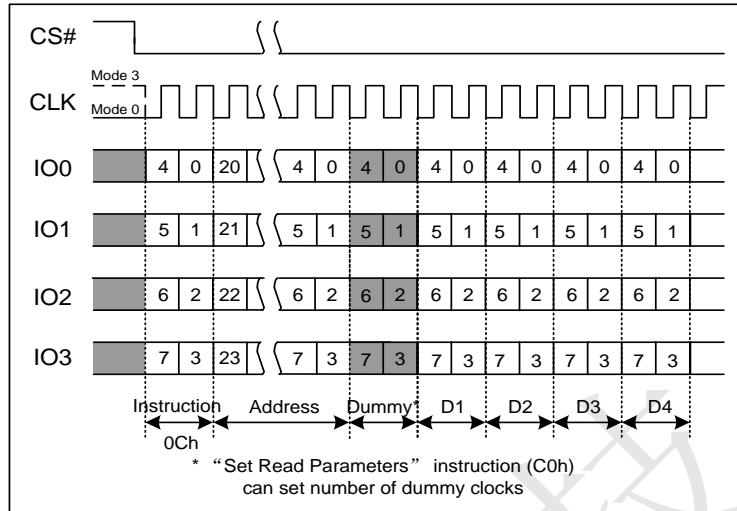 CS#
Mode 3
CLK
Mode 0
IO0 4 0 20 4 0 4 0 4 0 4 0 4 0 4 0
IO1 5 1 21 5 1 5 1 5 1 5 1 5 1 5 1
IO2 6 2 22 6 2 6 2 6 2 6 2 6 2 6 2
IO3 7 3 23 7 3 7 3 7 3 7 3 7 3 7 3
Instruction Address Dummy* D1 D2 D3 D4
0Ch
* “Set Read Parameters” instruction (C0h)
can set number of dummy clocks